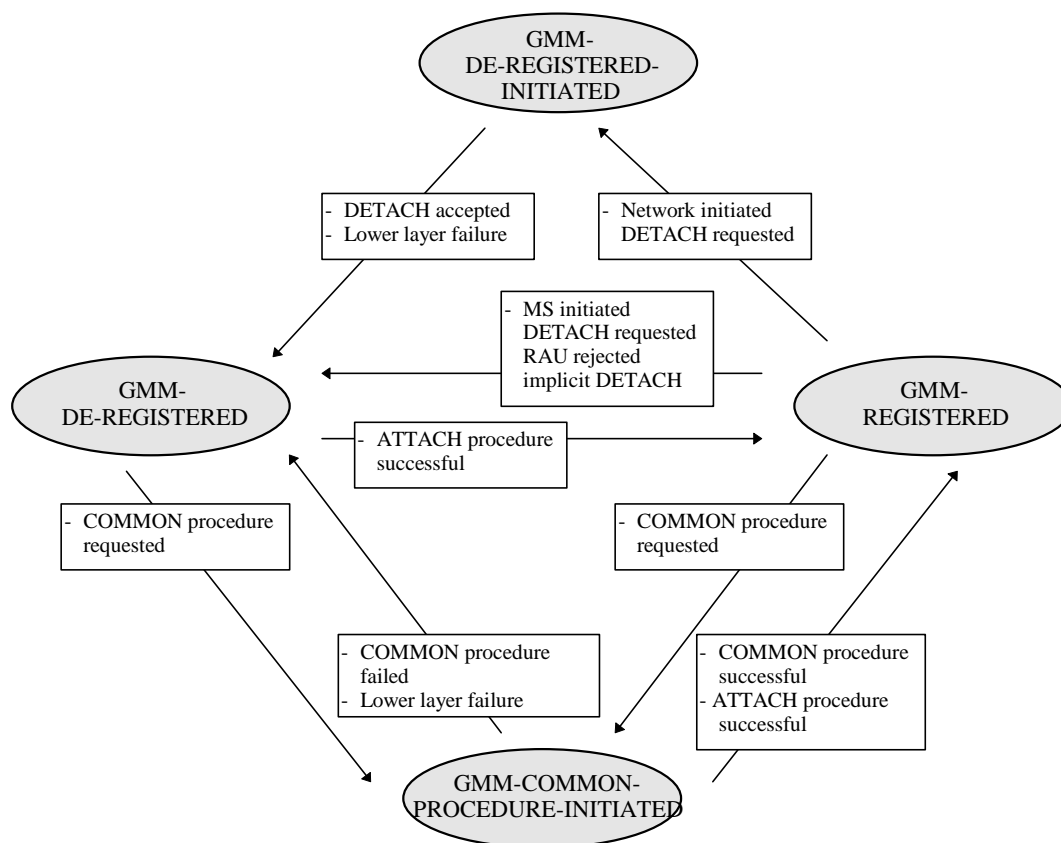 GMM-
DE-REGISTERED-
INITIATED
- DETACH accepted
- Lower layer failure
- Network initiated
DETACH requested
- MS initiated
DETACH requested
RAU rejected
implicit DETACH
GMM-
DE-REGISTERED
GMM-
REGISTERED
- ATTACH procedure
successful
- COMMON procedure
requested
- COMMON procedure
requested
- COMMON procedure
failed
- Lower layer failure
- COMMON procedure
successful
- ATTACH procedure
successful
GMM-COMMON-
PROCEDURE-INITIATED